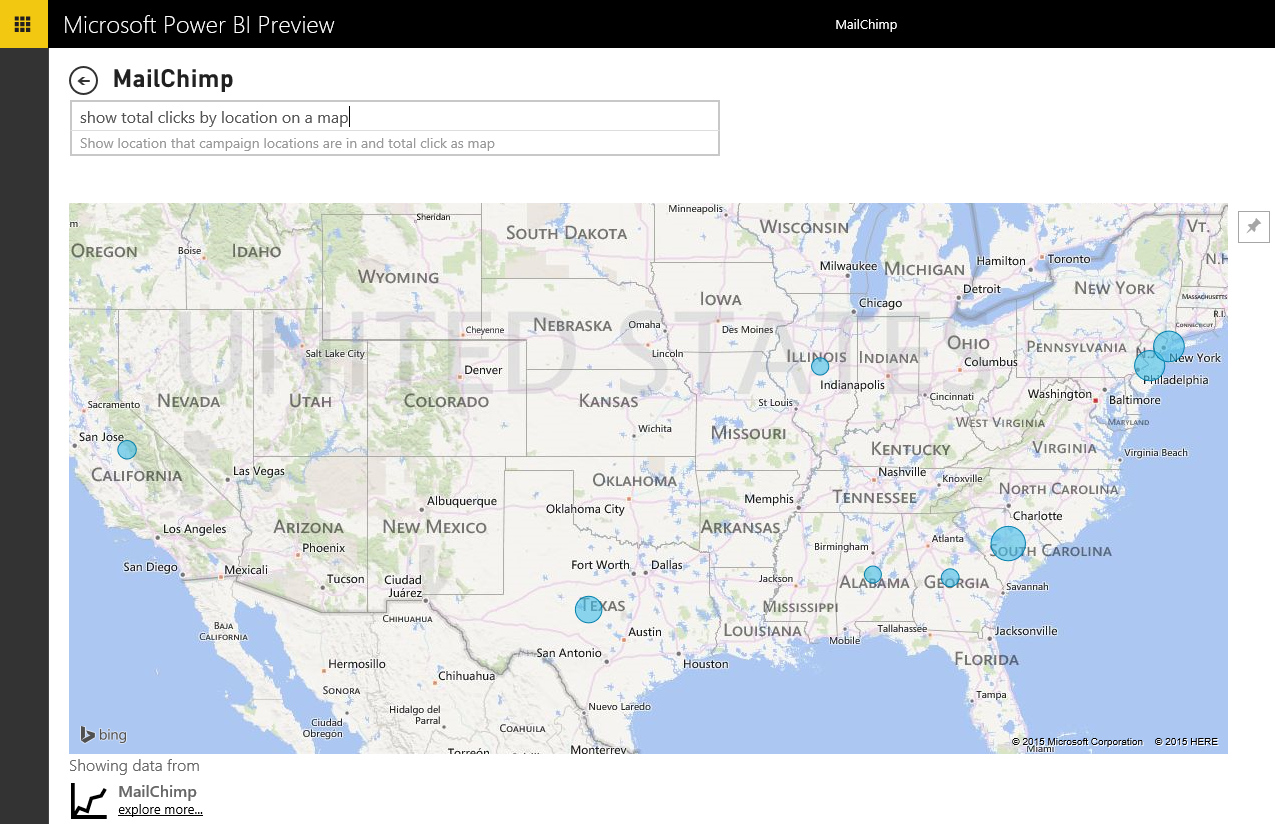 Microsoft Power BI Preview
MailChimp
MailChimp
show total clicks by location on a map
Show location that campaign locations are in and total click as map
Minneapolis
Sheridan
m
WISCONSIN
VT.
SOUTH DAKOTA
OREGON
Boise
IDAHO
N.H
Hamilton
Toronto
Milwaukee
MICHIGAN
WYOMING
NEW YORK
Detroit
IOWA
Chicago
MASSACHUSETTS
R.I.
NEBRASKA
Omaha
CONNECTICUT
Cheyenne
Des Moines
UNITED STATES
OHIO
PENNSYLVANIA
N.J.
Salt Lake City
Lincoln
ILLINOIS
INDIANA
New York
Columbus
Denver
Philadelphia
Indianapolis
Washington
Cincinnati
Baltimore
NEVADA
UTAH
COLORADO
KANSAS
St Louis
Sacramento
WEST VIRGINIA
MARYLAND
Wichita
MISSOURI
San Jose
KENTUCKY
VIRGINIA
Virginia Beach
CALIFORNIA
Las Vegas
Nashville
Knoxville
OKLAHOMA
NORTH CAROLINA
TENNESSEE
Memphis
Albuquerque
Oklahoma City
Charlotte
Los Angeles
ARIZONA
NEW MEXICO
ARKANSAS
Atlanta
Phoenix
Birmingham
SOUTH CAROLINA
San Diego
Mexicali
Fort Worth
Dallas
Tucson
Ciudad
Juárez
Jackson
ALABAMA
GEORGIA
Savannah
TEXAS
MISSISSIPPI
CHIHUAHUA
BAJA
CALIFORNIA
Austin
LOUISIANA
Tallahassee
Jacksonville
Mobile
San Antonio
Houston
FLORIDA
Hermosillo
Chihuahua
SONORA
Tampa
Nuevo Laredo
Hidalgo del
Parral
Ciudad
Obregón
COAHUILA
bing
Torreón
Monterrey
© 2015 Microsoft Corporation © 2015 HERE
Miami
Showing data from
MailChimp
explore more...